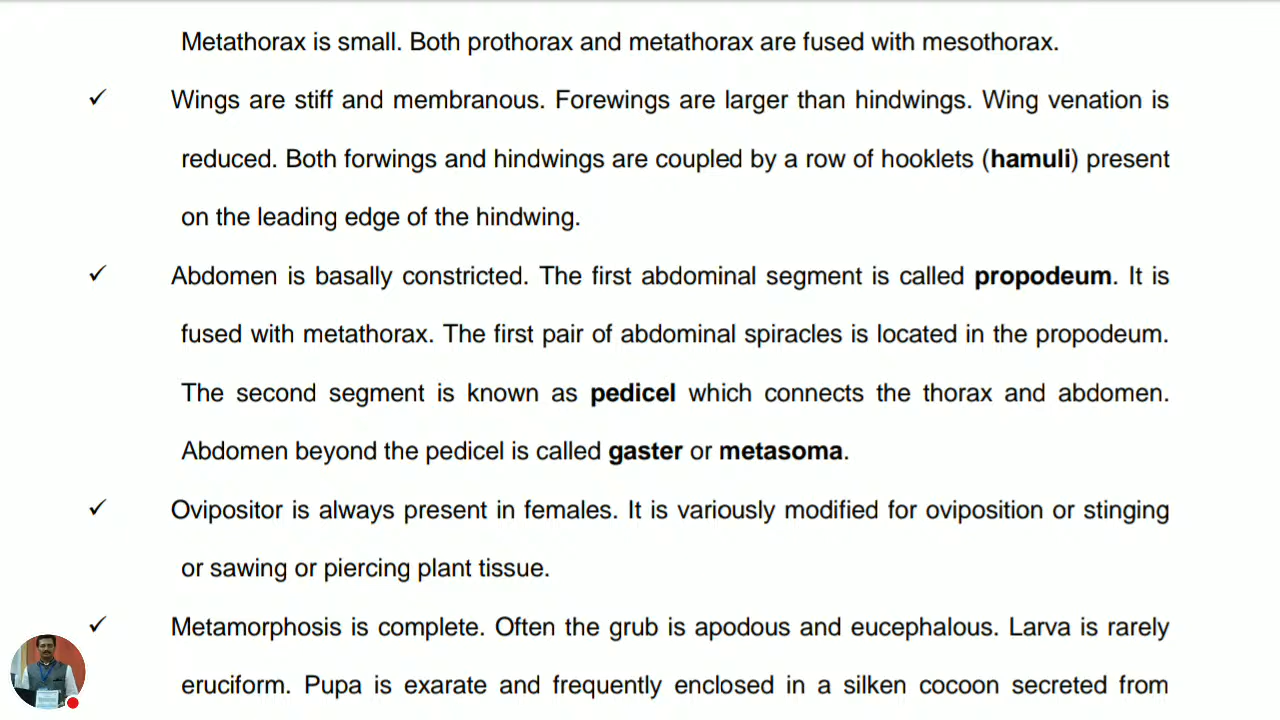 Metathorax is small. Both prothorax and metathorax are fused with mesothorax.
✓ Wings are stiff and membranous. Forewings are larger than hindwings. Wing venation is
reduced. Both forwings and hindwings are coupled by a row of hooklets (hamuli) present
on the leading edge of the hindwing.
✓ Abdomen is basally constricted. The first abdominal segment is called propodeum. It is
fused with metathorax. The first pair of abdominal spiracles is located in the propodeum.
The second segment is known as pedicel which connects the thorax and abdomen.
Abdomen beyond the pedicel is called gaster or metasoma.
✓ Ovipositor is always present in females. It is variously modified for oviposition or stinging
or sawing or piercing plant tissue.
✓ Metamorphosis is complete. Often the grub is apodous and eucephalous. Larva is rarely
eruciform. Pupa is exarate and frequently enclosed in a silken cocoon secreted from